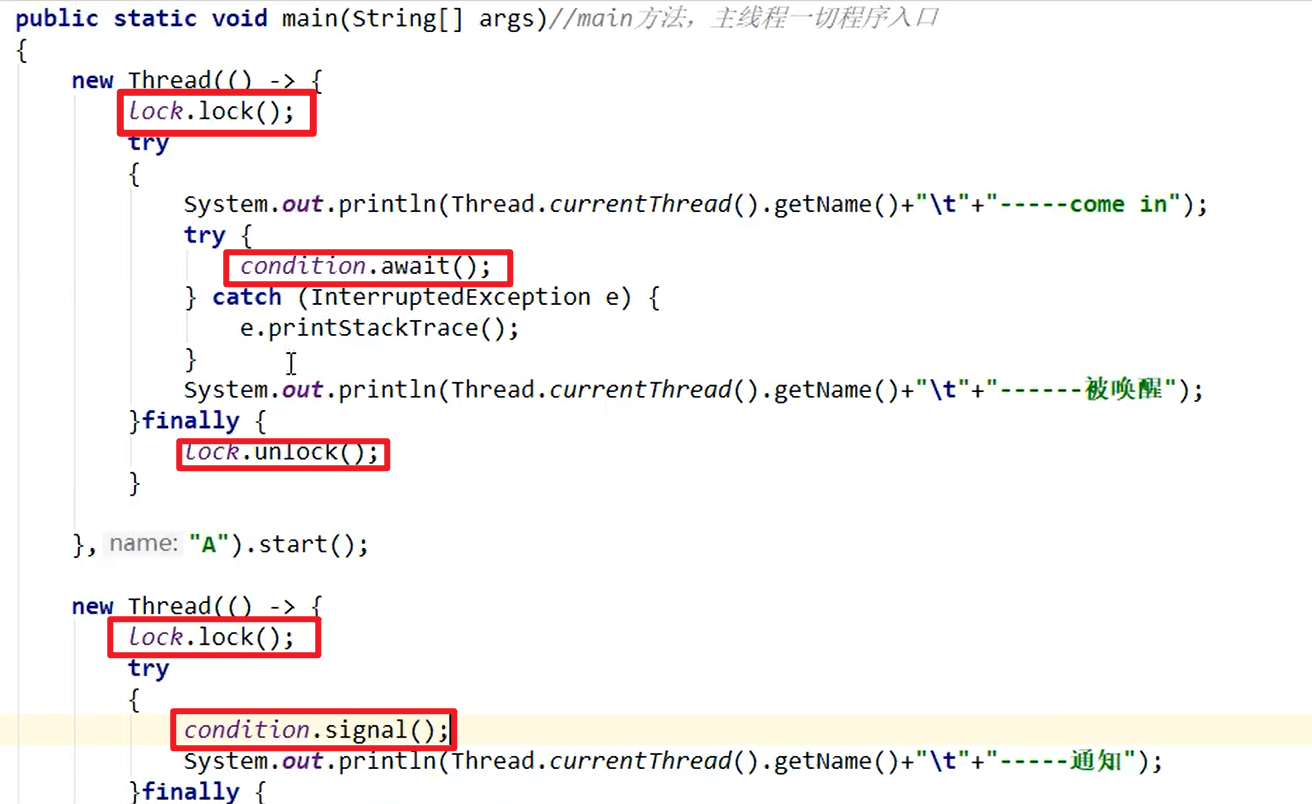 public static void main(String[] args)//main方法，主线程一切程序入口
{
new Thread(() -> {
lock.lock();
try
{
System.out.println(Thread.currentThread().getName()+"\t"+"-----come in");
try {
condition.await();
} catch (InterruptedException e) {
e.printStackTrace();
}
System.out.println(Thread.currentThread().getName()+"\t"+"------被唤醒");
}finally {
lock.unlock();
}
}, name: "A").start();
new Thread(() -> {
lock.lock();
try
{
condition.signal();
System.out.println(Thread.currentThread().getName()+"\t"+"-----通知");
}finally {